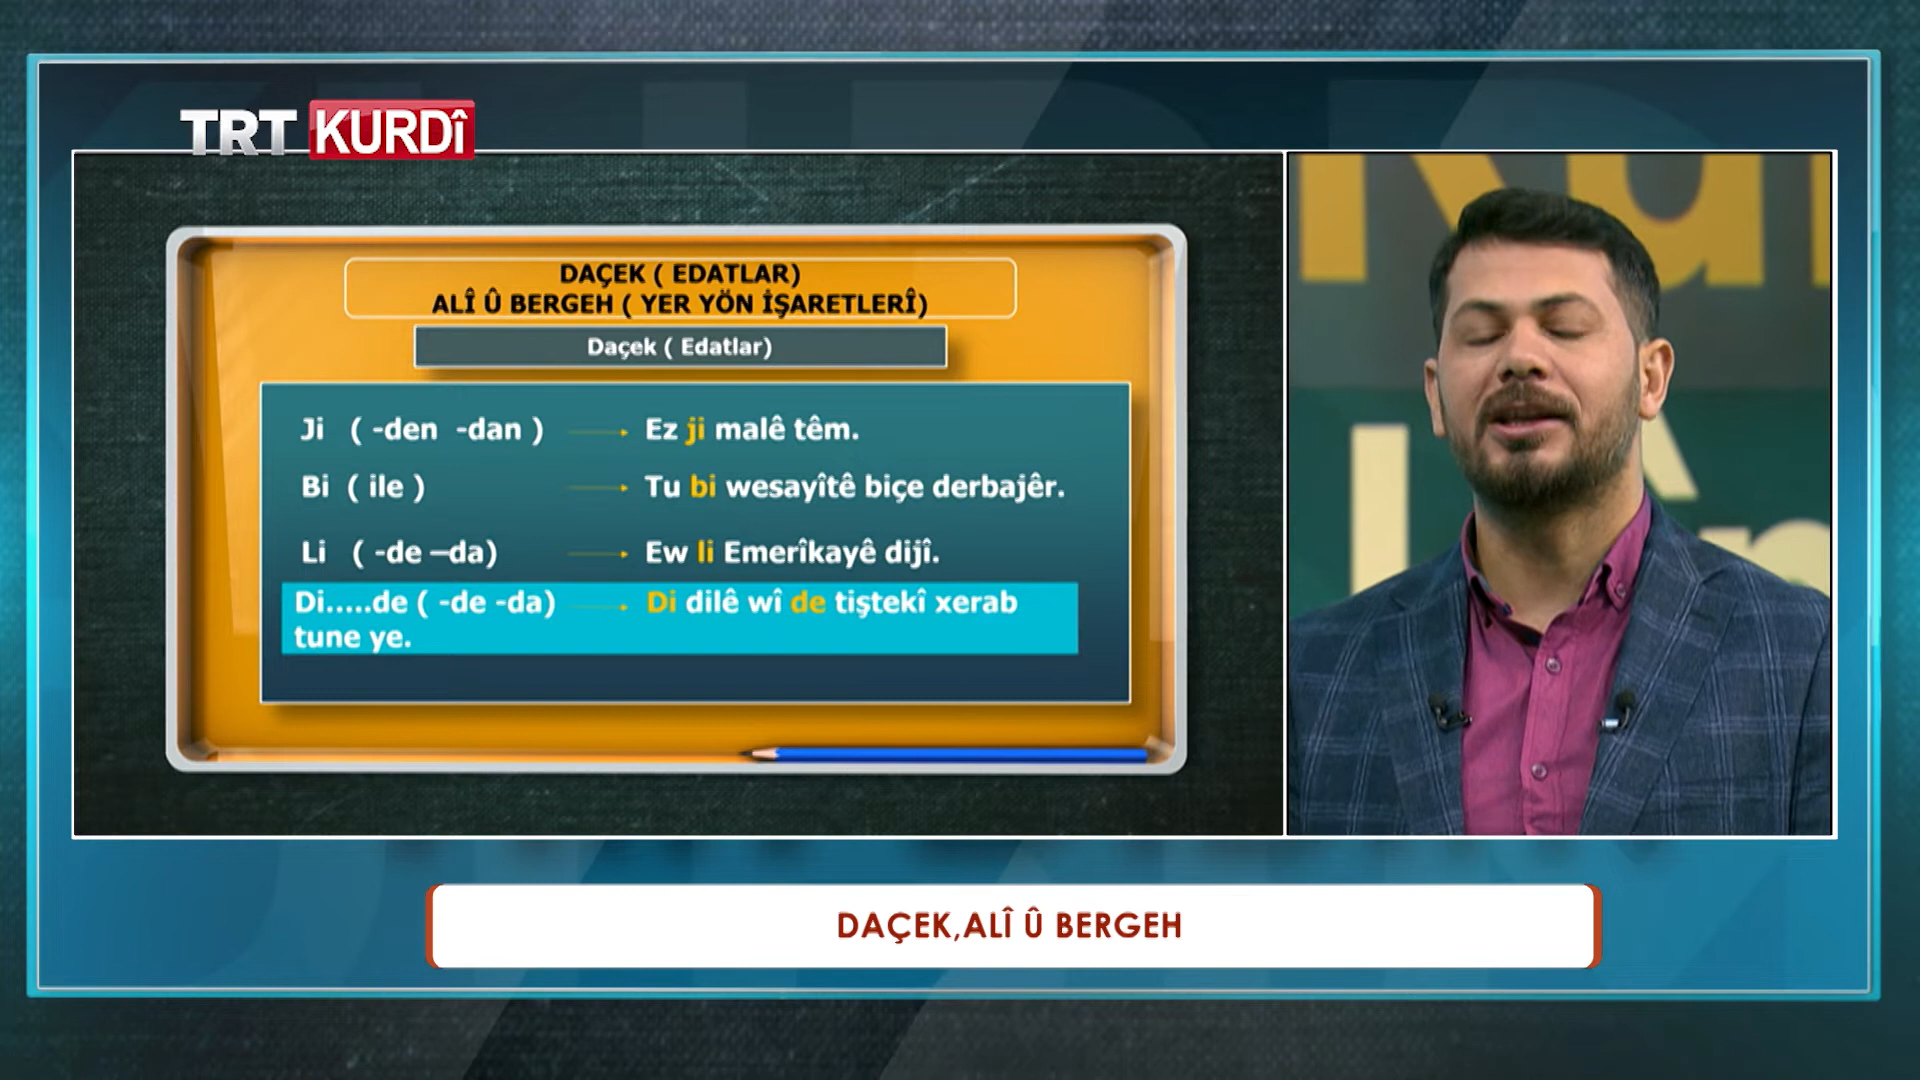 TRT KURDÎ
DAÇEK ( EDATLAR)
ALÎ Û BERGEH ( YER YÖN İŞARETLERÎ)
Daçek ( Edatlar)
Ji ( -den -dan ) Ez ji malê têm.
Bi ( ile ) Tu bi wesayîtê biçe derbajêr.
Li ( -de –da) Ew li Emerîkayê dijî.
Di.....de ( -de -da) Di dilê wî de tiştekî xerab
tune ye.
DAÇEK,ALÎ Û BERGEH